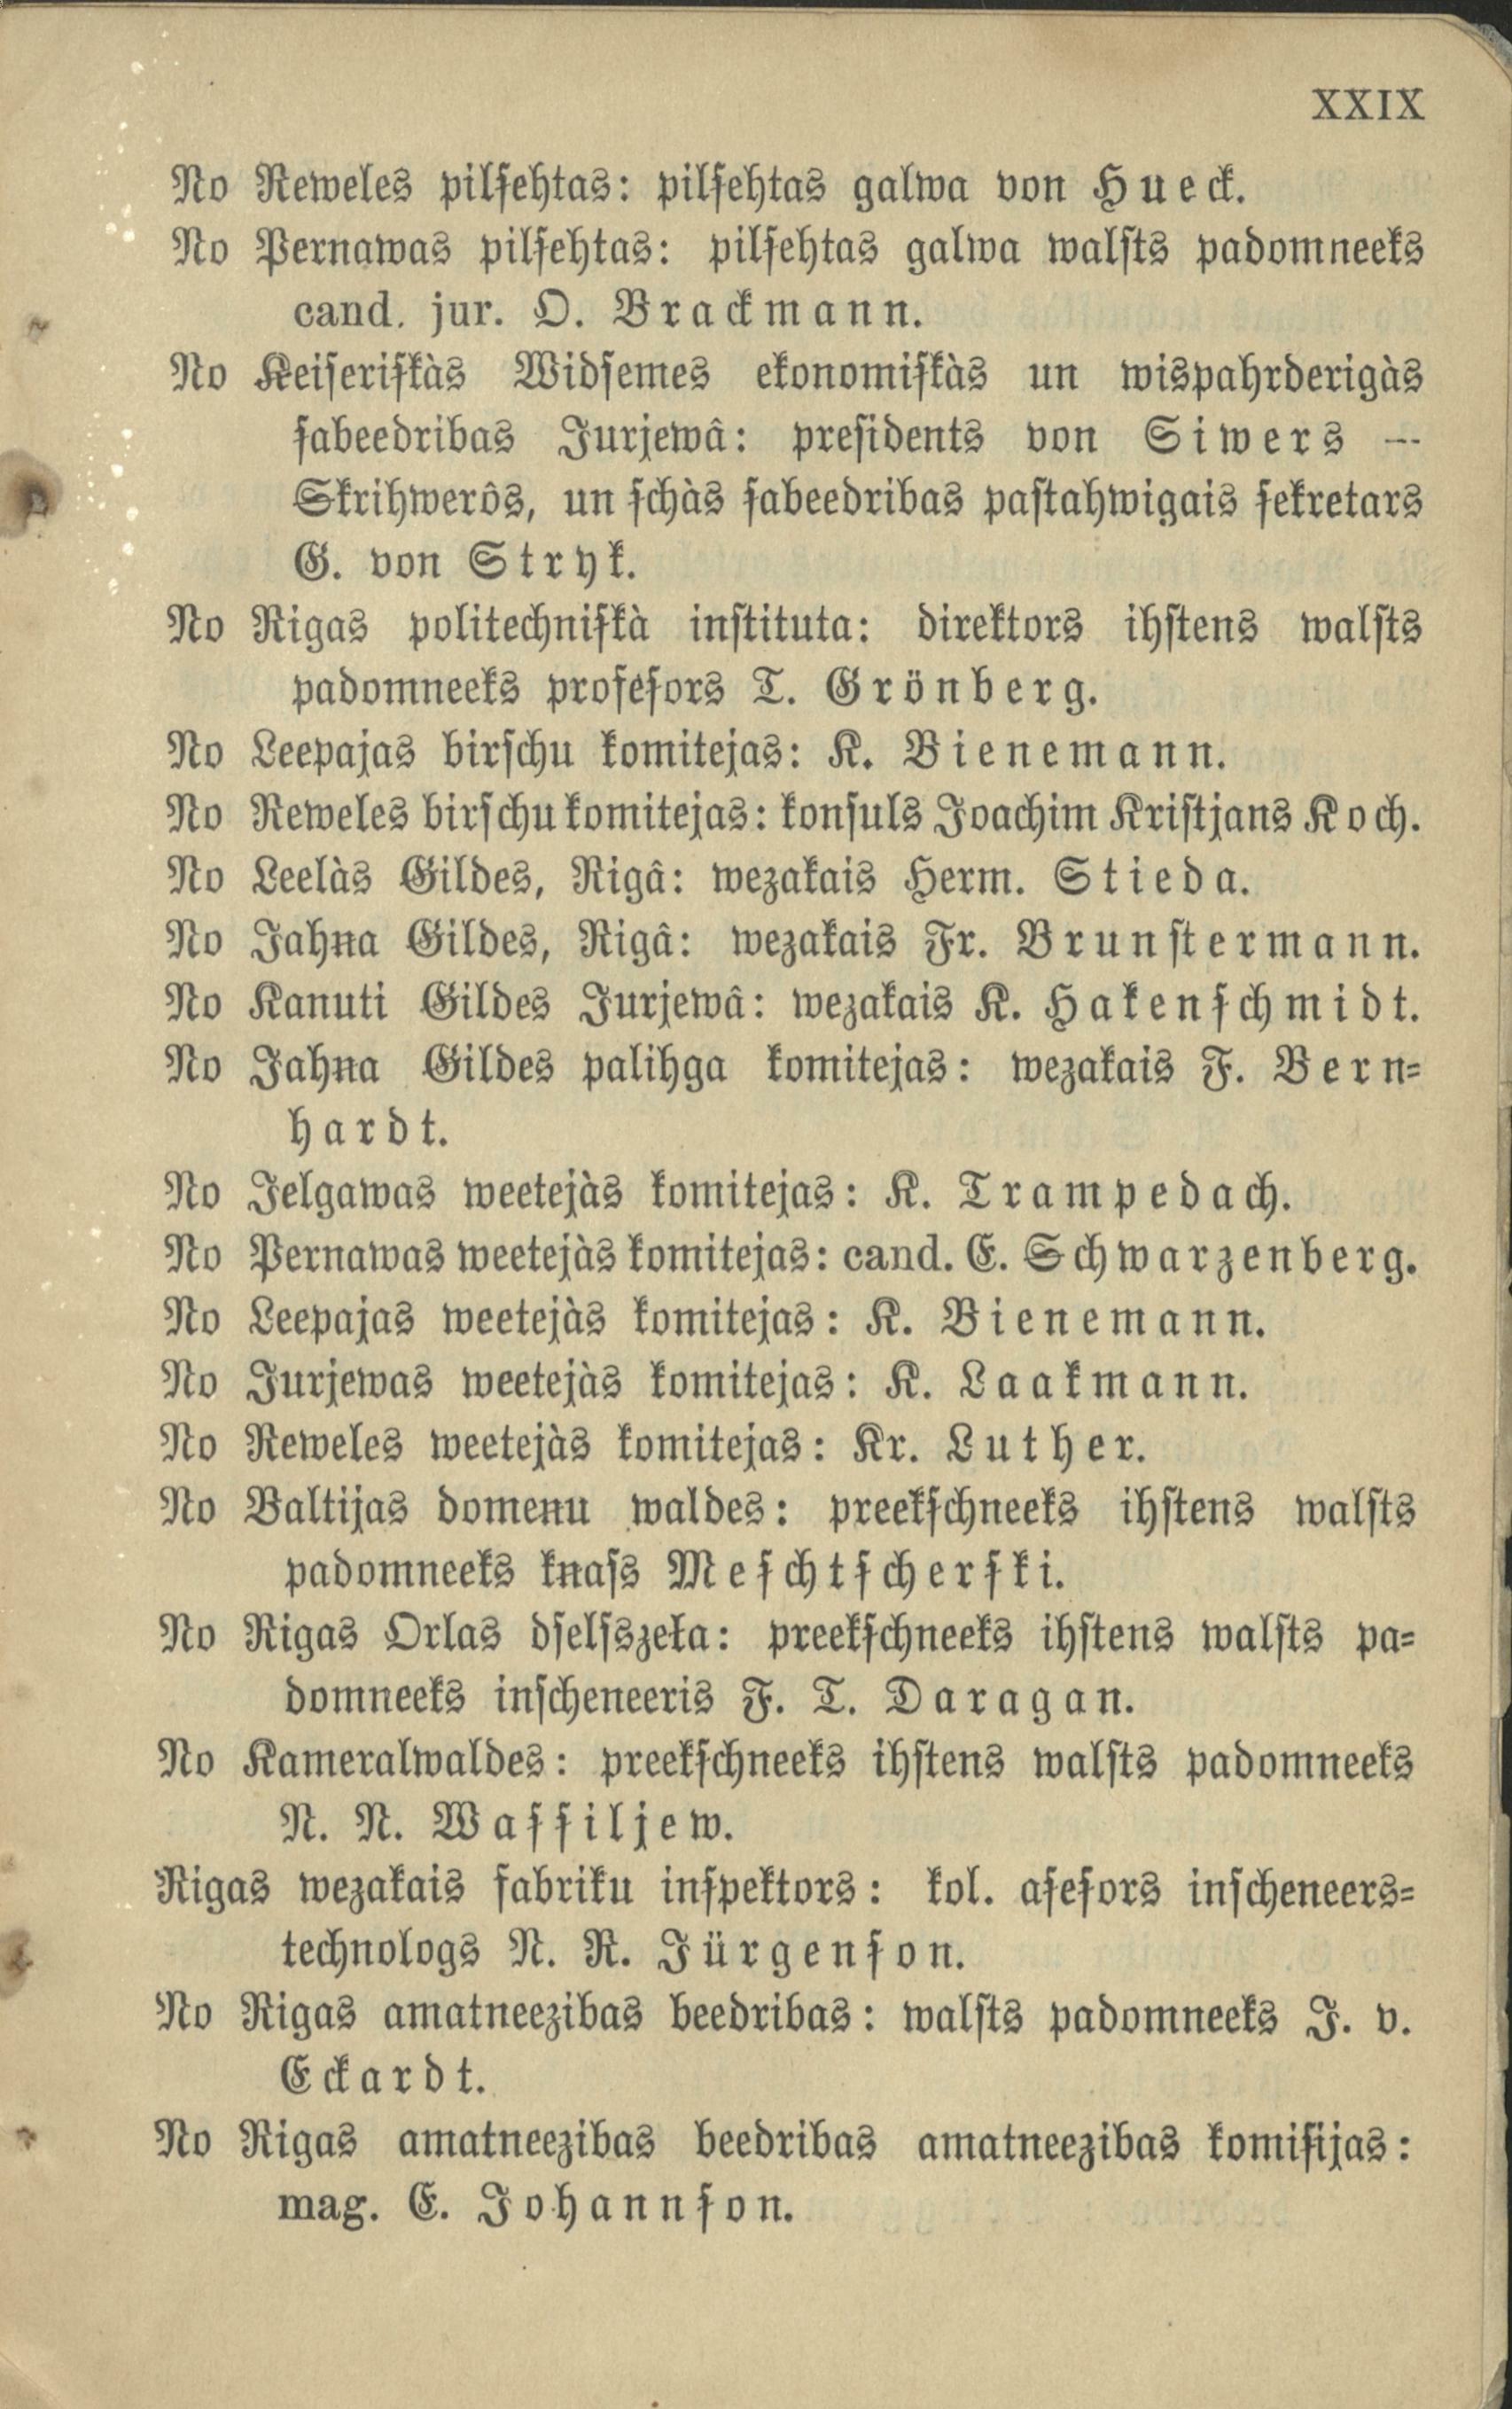 XXIX
No Reweles pilsehtas: pilsehtas galwa von Hueck.
No Pernawas pilsehtas: pilsehtas galwa walsts padomneeks
cand. jur. O. Brackmann.
No Keiseriskàs Widsemes ekonomiskàs un wispahrderigàs
sabeedribas Jurjewâ: presidents von Siwers —
Skrihwerôs, un schàs sabeedribas pastahwigais sekretars
G. von Stryk.
No Rigas politechniskà instituta: direktors ihstens walsts
padomneeks profesors T. Grönberg.
No Leepajas birschu komitejas: K. Bienemann.
No Reweles birschu komitejas: konsuls Joachim Kristjans Koch.
No Leelàs Gildes, Rigâ: wezakais Herm. Stieda.
No Jahņa Gildes, Rigâ: wezakais Fr. Brunstermann.
No Kanuti Gildes Jurjewâ: wezakais K. Hakenschmidt.
No Jahņa Gildes palihga komitejas: wezakais F. Bern=
hardt.
No Jelgawas weetejàs komitejas: K. Trampedach.
No Pernawas weetejàs komitejas: cand. E. Schwarzenberg.
No Leepajas weetejàs komitejas: K. Bienemann.
No Jurjewas weetejàs komitejas: K. Laakmann.
No Reweles weetejàs komitejas: Kr. Luther.
No Baltijas domeņu waldes: preekschneeks ihstens walsts
padomneeks kņass Meschtscherski.
No Rigas Orlas dselszeļa: preekschneeks ihstens walsts pa=
domneeks inscheneeris F. T. Daragan.
No Kameralwaldes: preekschneeks ihstens walsts padomneeks
N. N. Wassiljew.
Rigas wezakais fabriku inspektors: kol. asesors inscheneers=
technologs N. R. Jürgenson.
No Rigas amatneezibas beedribas: walsts padomneeks J. v.
Eckardt.
No Rigas amatneezibas beedribas amatneezibas komisijas:
mag. E. Johannson.